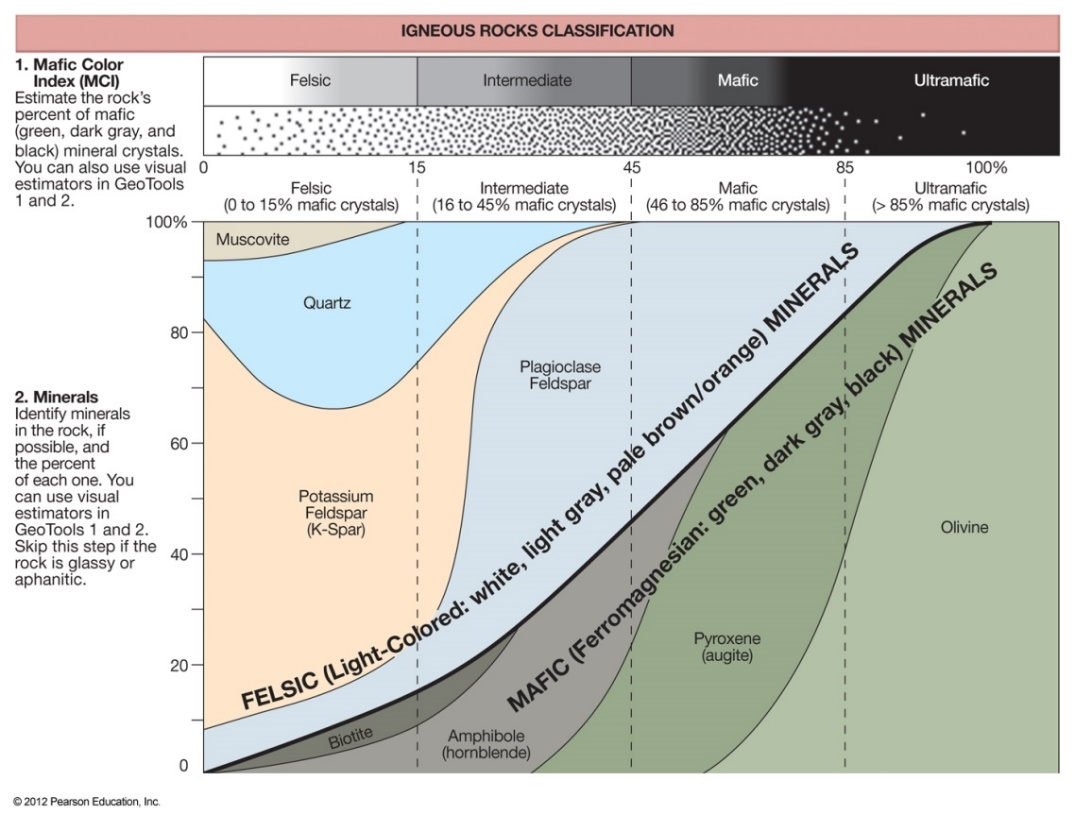 IGNEOUS ROCKS CLASSIFICATION
1. Mafic Color
Index (MCI)
Estimate the rock's
percent of mafic
(green, dark gray, and
black) mineral crystals.
You can also use visual
estimators in GeoTools
1 and 2.
Felsic
Intermediate
Mafic
Ultramafic
0
15
45
85
100%
Felsic
(0 to 15% mafic crystals)
Intermediate
(16 to 45% mafic crystals)
Mafic
(46 to 85% mafic crystals)
Ultramafic
(> 85% mafic crystals)
2. Minerals
Identify minerals
in the rock, if
possible, and
the percent
of each one. You
can use visual
estimators in
GeoTools 1 and 2.
Skip this step if the
rock is glassy or
aphanitic.
100%
80
60
40
20
0
Muscovite
Quartz
Plagioclase
Feldspar
Potassium
Feldspar
(K-Spar)
FELSIC (Light-Colored: white, light gray, pale brown/orange) MINERALS
MAFIC (Ferromagnesian: green, dark gray, black) MINERALS
Olivine
Pyroxene
(augite)
Biotite
Amphibole
(hornblende)
© 2012 Pearson Education, Inc.